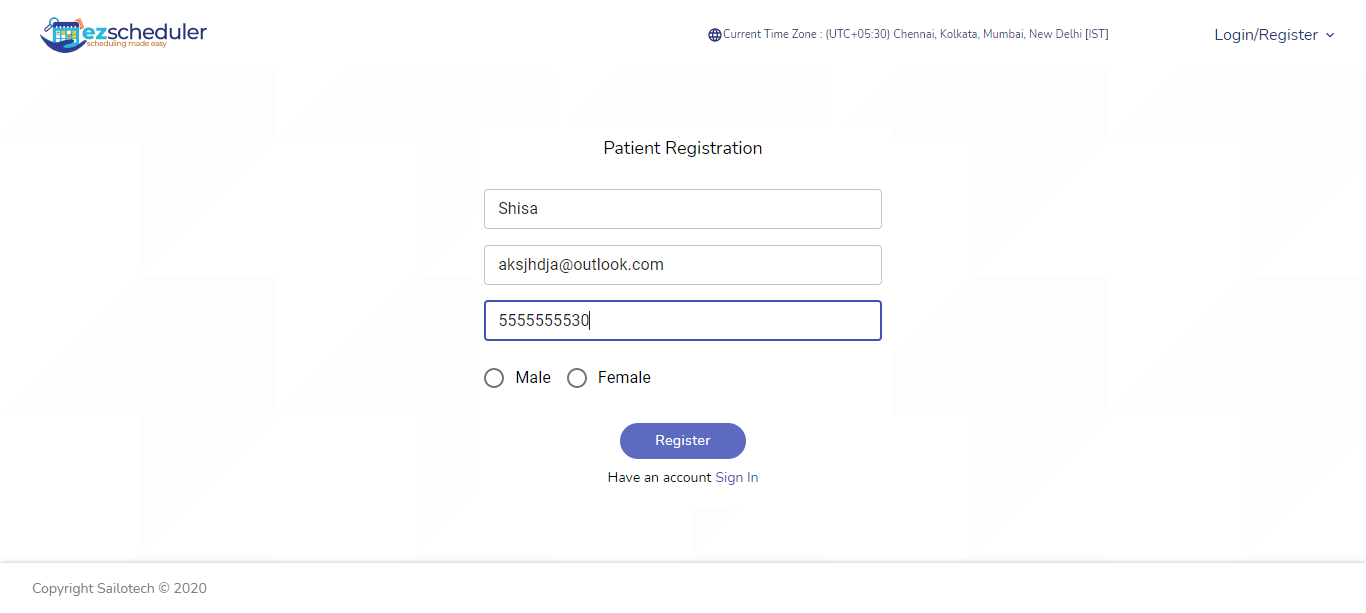 ezscheduler
scheduling made easy
Current Time Zone : (UTC+05:30) Chennai, Kolkata, Mumbai, New Delhi [IST]
Login/Register
Patient Registration
Shisa
aksjhdja@outlook.com
5555555530
Male Female
Register
Have an account Sign In
Copyright Sailotech © 2020